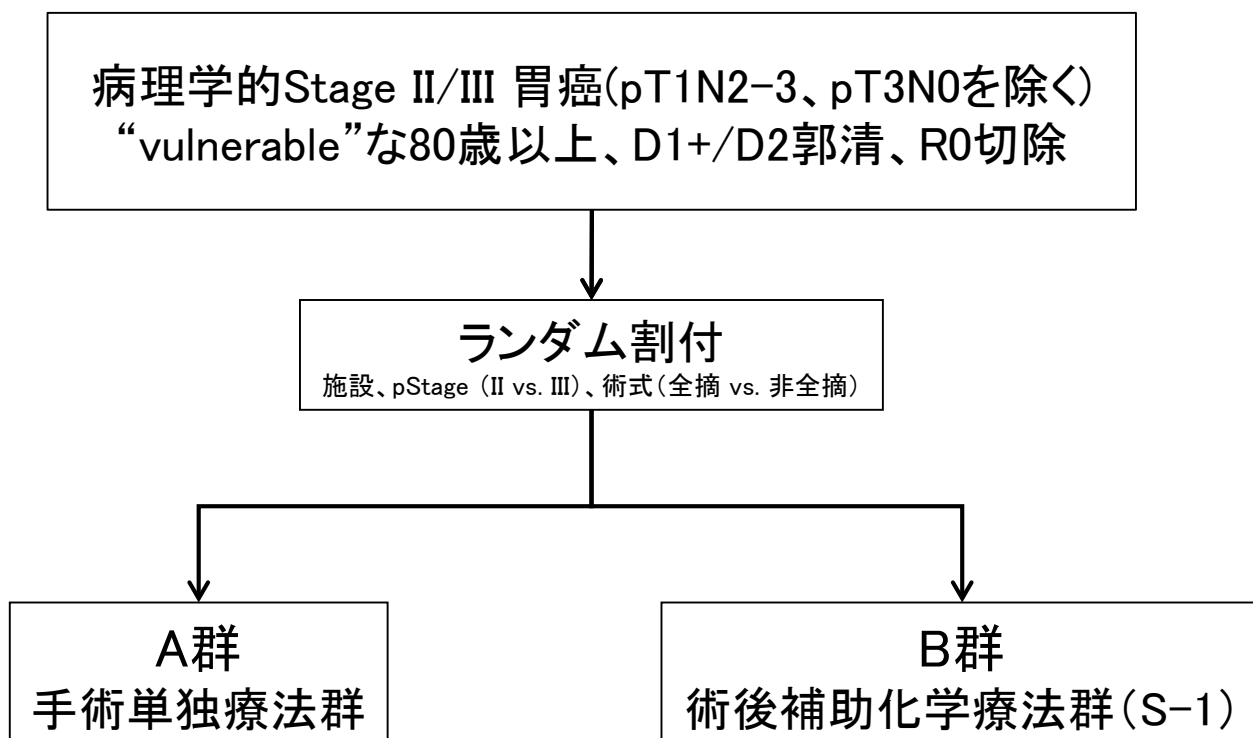 病理学的Stage II/III 胃癌(pT1N2-3、pT3N0を除く)
“vulnerable”な80歳以上、D1+/D2郭清、R0切除
ランダム割付
施設、pStage (II vs. III)、術式(全摘 vs. 非全摘)
A群
手術単独療法群
B群
術後補助化学療法群(S-1)